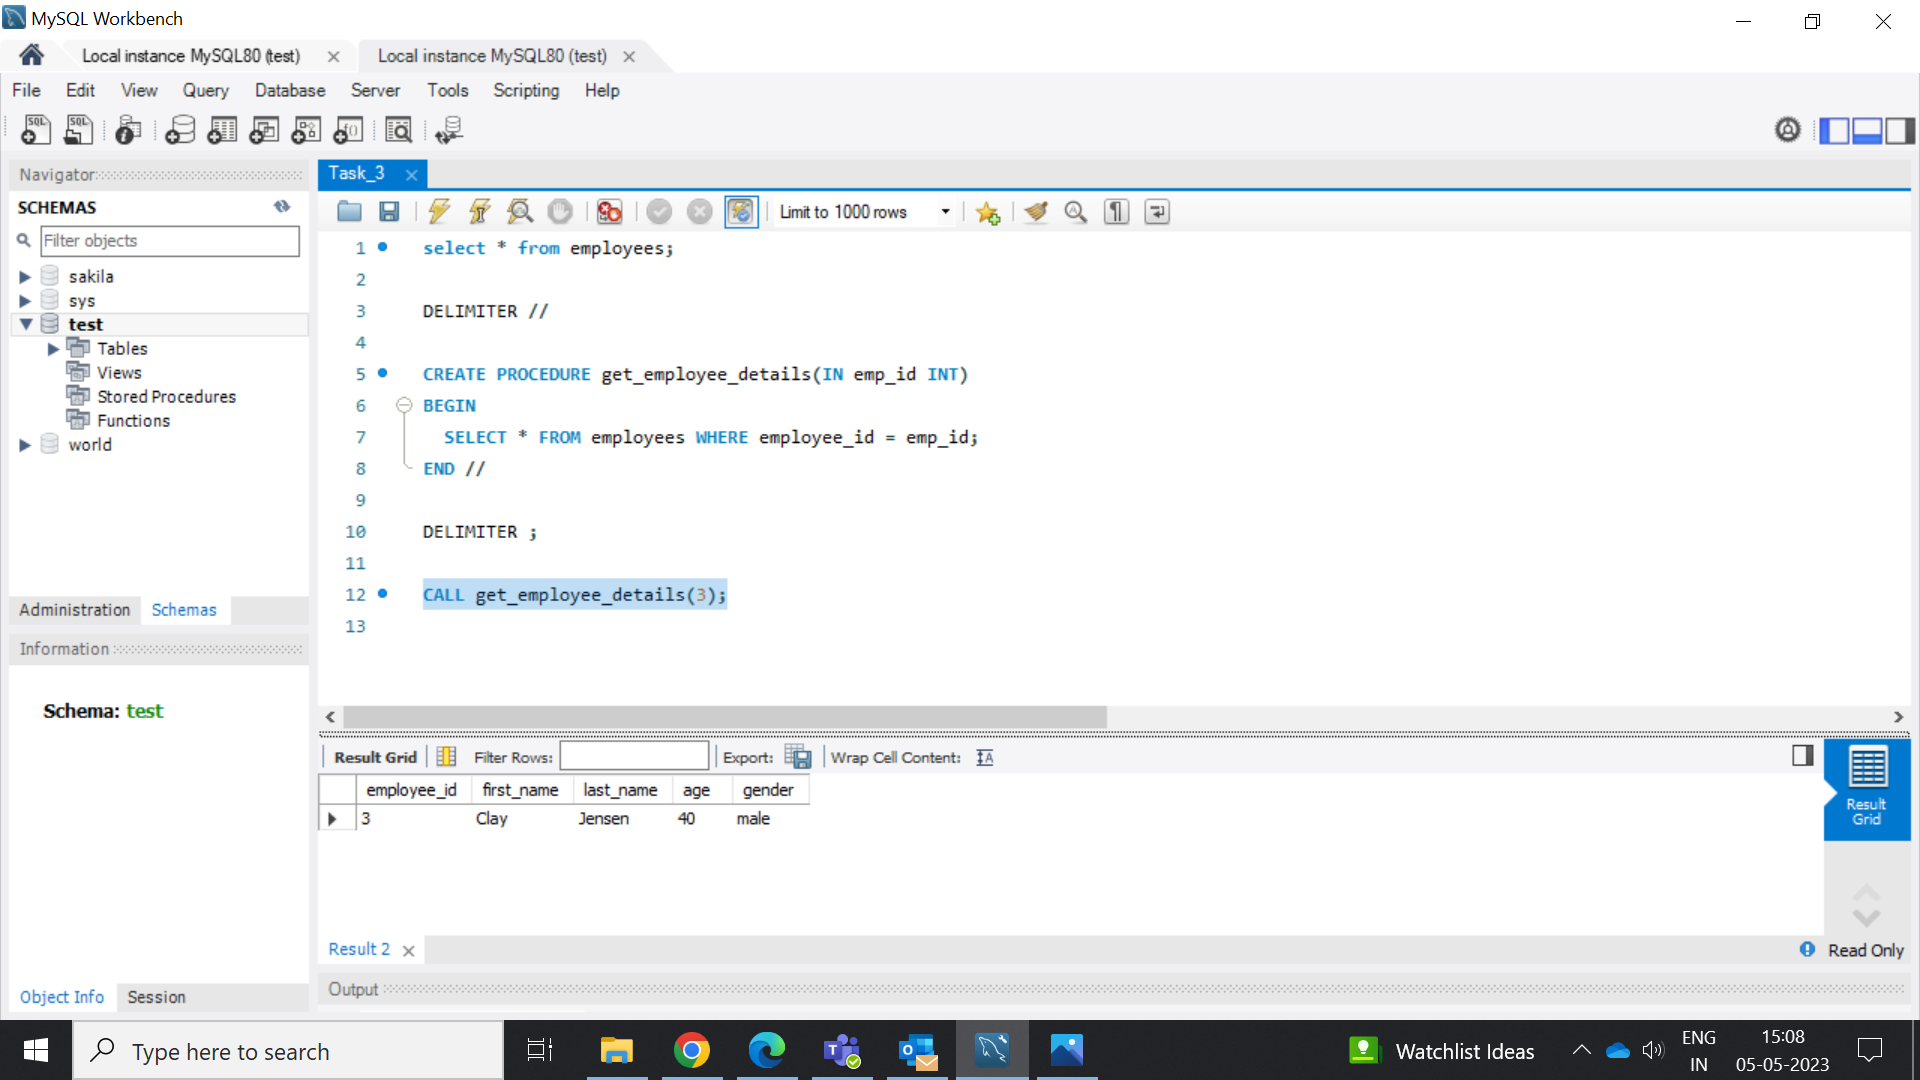 MySQL Workbench
Local instance MySQL80 (test) Local instance MySQL80 (test)
File Edit View Query Database Server Tools Scripting Help
Navigator
SCHEMAS
Filter objects
sakila
sys
test
Tables
Views
Stored Procedures
Functions
world
Administration Schemas
Information
Schema: test
Object Info Session
Task_3
Limit to 1000 rows
1 select * from employees;
2
3 DELIMITER //
4
5 CREATE PROCEDURE get_employee_details(IN emp_id INT)
6 BEGIN
7 SELECT * FROM employees WHERE employee_id = emp_id;
8 END //
9
10 DELIMITER ;
11
12 CALL get_employee_details(3);
13
Result Grid Filter Rows: Export: Wrap Cell Content:
employee_id first_name last_name age gender
3 Clay Jensen 40 male
Result
Grid
Result 2
Read Only
Output
Type here to search
Watchlist Ideas
ENG
IN
15:08
05-05-2023